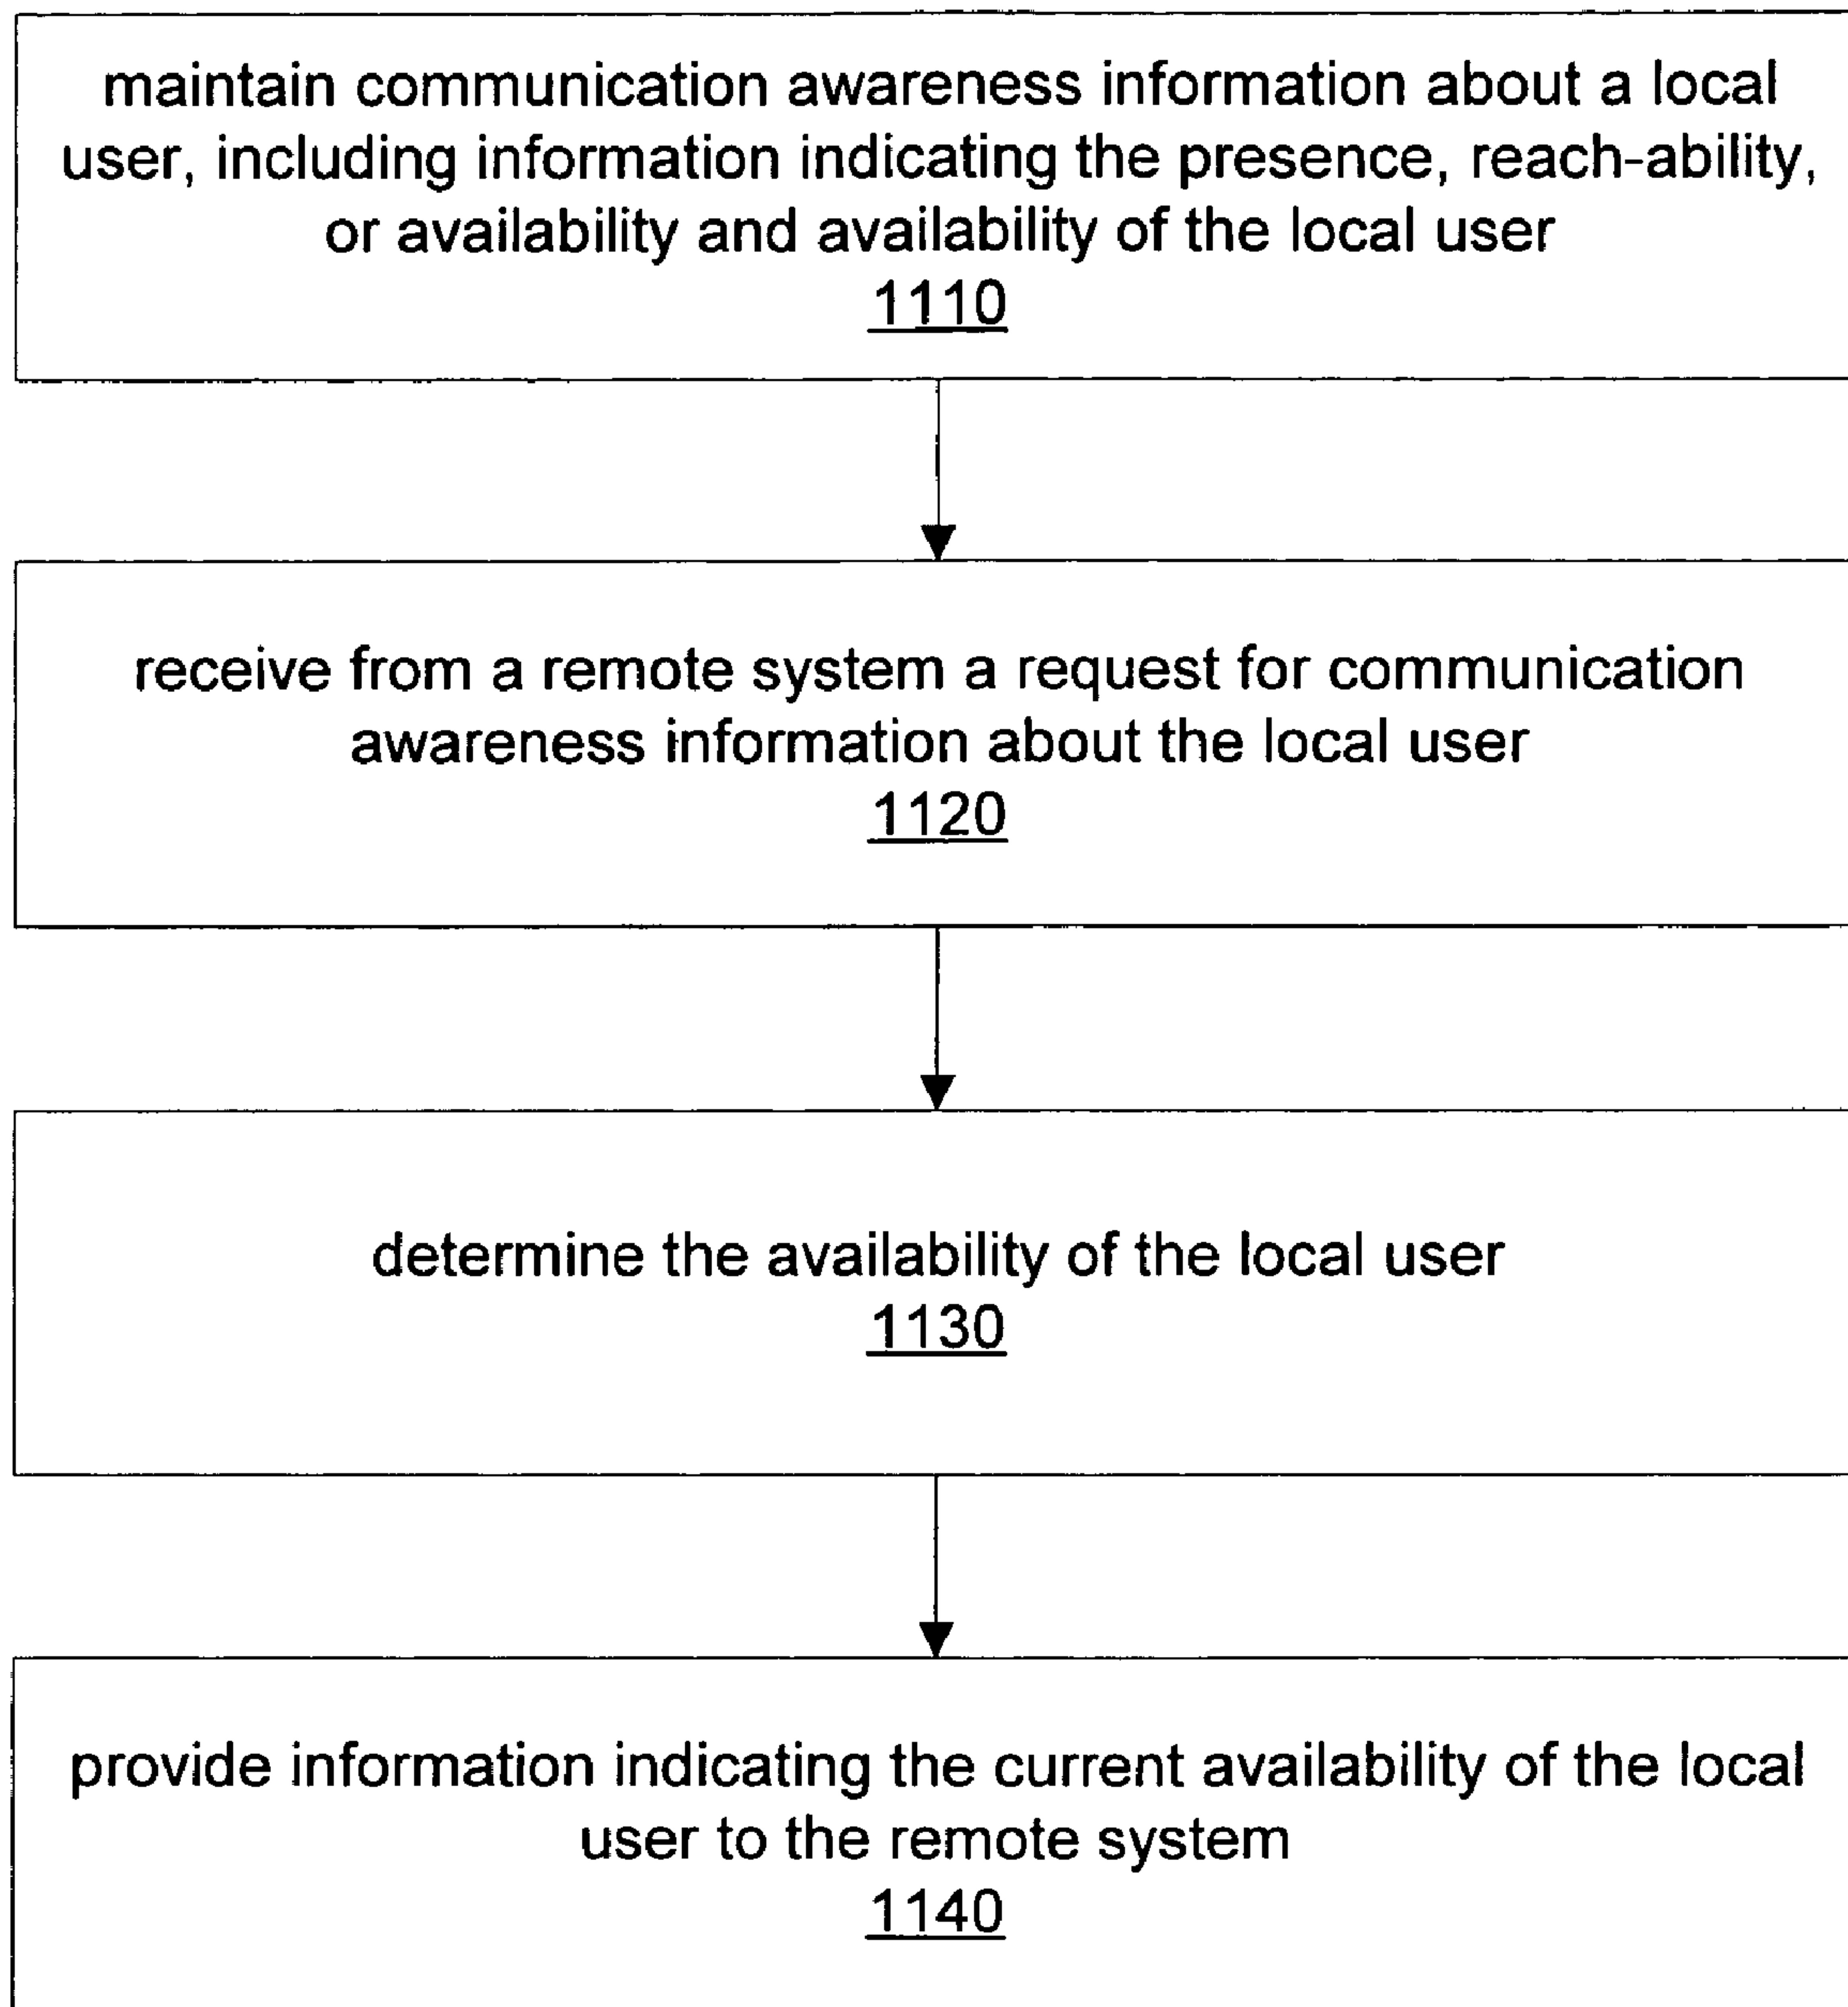 maintain communication awareness information about a local
user, including information indicating the presence, reach-ability,
or availability and availability of the local user
1110
receive from a remote system a request for communication
awareness information about the local user
1120
determine the availability of the local user
1130
provide information indicating the current availability of the local
user to the remote system
1140